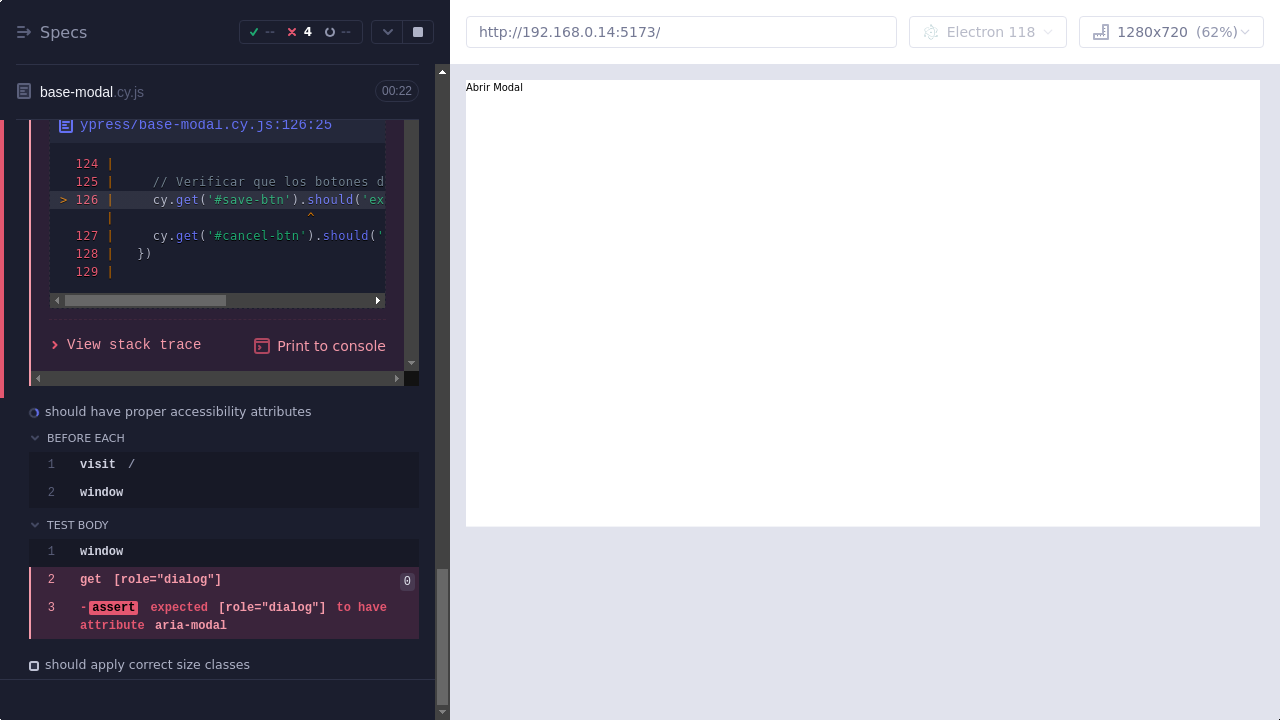 Specs
--
4
--
base-modal.cy.js
00:22
ypress/base-modal.cy.js:126:25
124 |
125 | // Verificar que los botones d
> 126 | cy.get('#save-btn').should('ex
| ^
127 | cy.get('#cancel-btn').should('
128 | })
129 |
View stack trace
Print to console
should have proper accessibility attributes
BEFORE EACH
1 visit /
2 window
TEST BODY
1 window
2 get [role="dialog"] 0
3 -assert expected [role="dialog"] to have
attribute aria-modal
should apply correct size classes
http://192.168.0.14:5173/
Electron 118
1280x720 (62%)
Abrir Modal